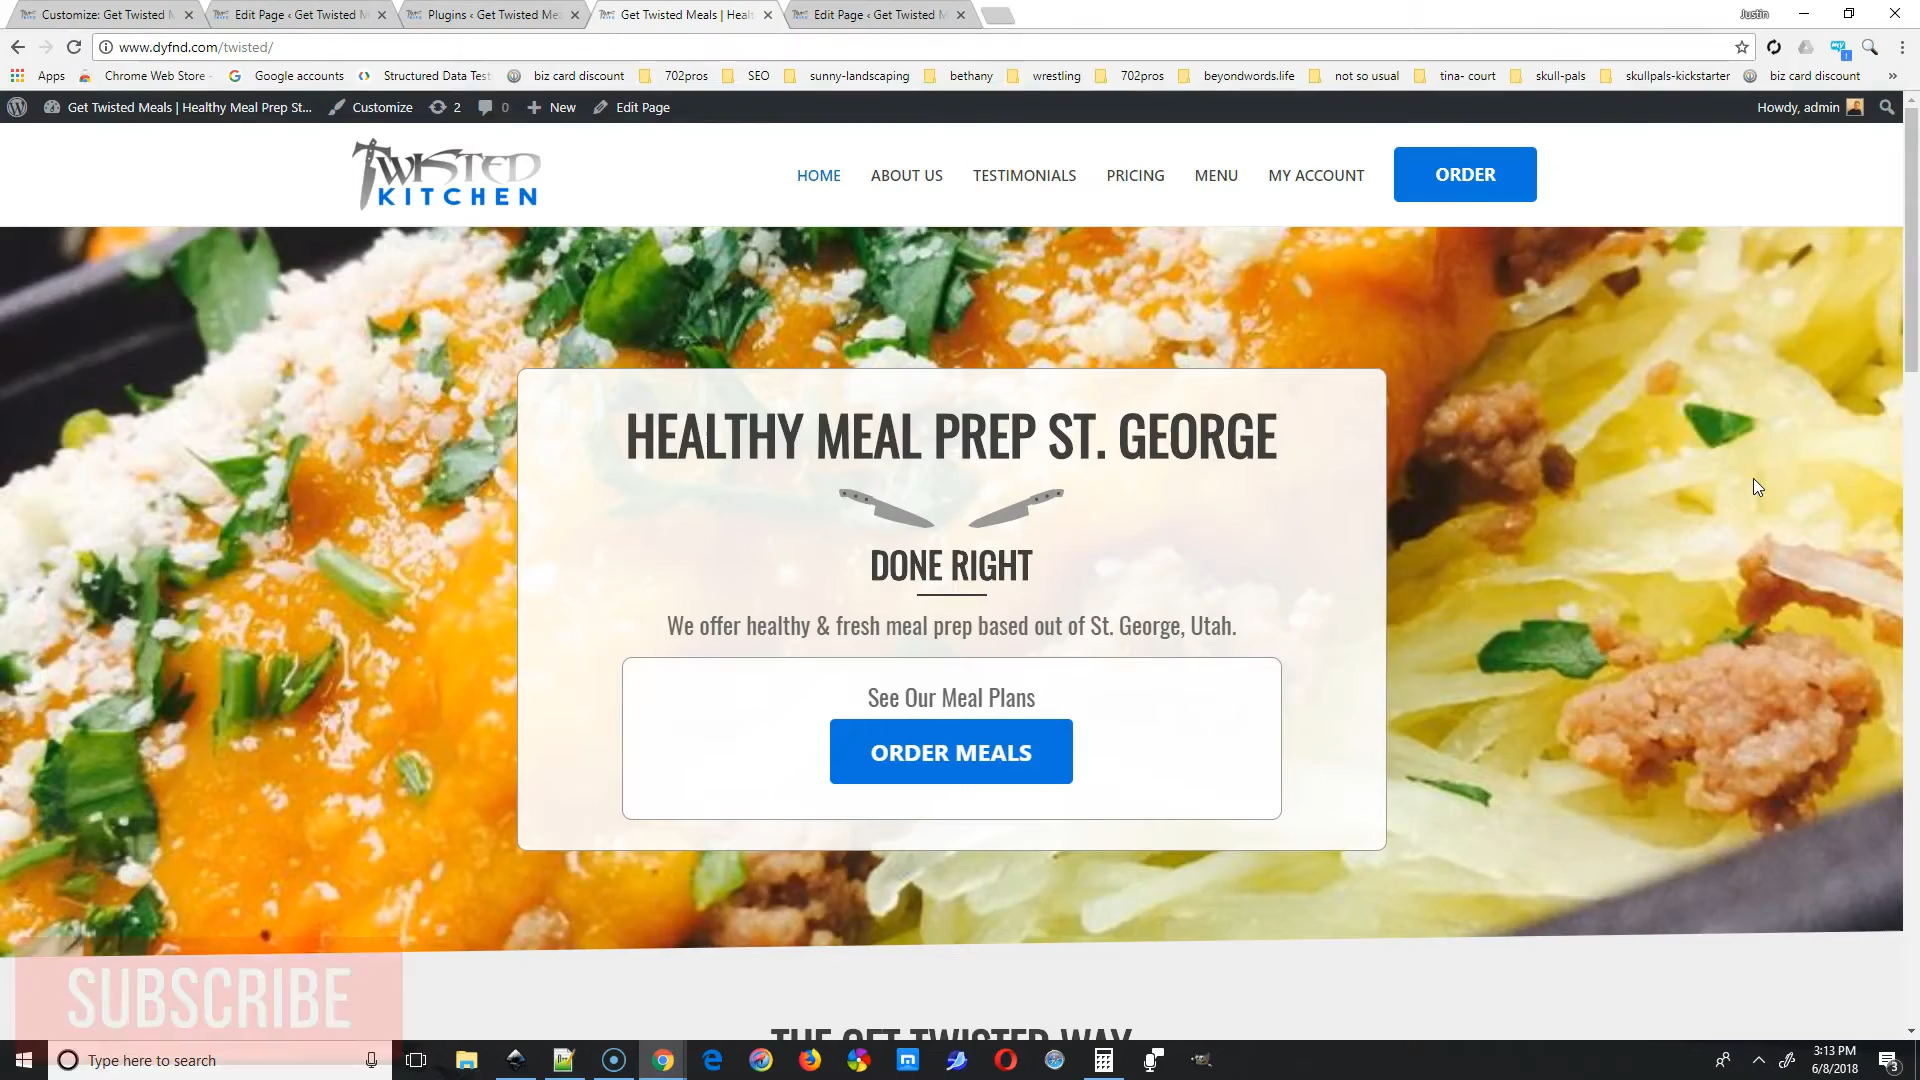 Customize: Get Twisted M
Edit Page ‹ Get Twisted M
Plugins ‹ Get Twisted Me
Get Twisted Meals | Heal
Edit Page ‹ Get Twisted M
Justin
www.dyfnd.com/twisted/
Apps
Chrome Web Store -
Google accounts
Structured Data Test
biz card discount
702pros
SEO
sunny-landscaping
bethany
wrestling
702pros
beyondwords.life
not so usual
tina- court
skull-pals
skullpals-kickstarter
biz card discount
»
Get Twisted Meals | Healthy Meal Prep St...
Customize
2
0
New
Edit Page
Howdy, admin
TWISTED
KITCHEN
HOME
ABOUT US
TESTIMONIALS
PRICING
MENU
MY ACCOUNT
ORDER
HEALTHY MEAL PREP ST. GEORGE
DONE RIGHT
We offer healthy & fresh meal prep based out of St. George, Utah.
See Our Meal Plans
ORDER MEALS
SUBSCRIBE
THE GET TWISTED WAY
Type here to search
3:13 PM
6/8/2018
3